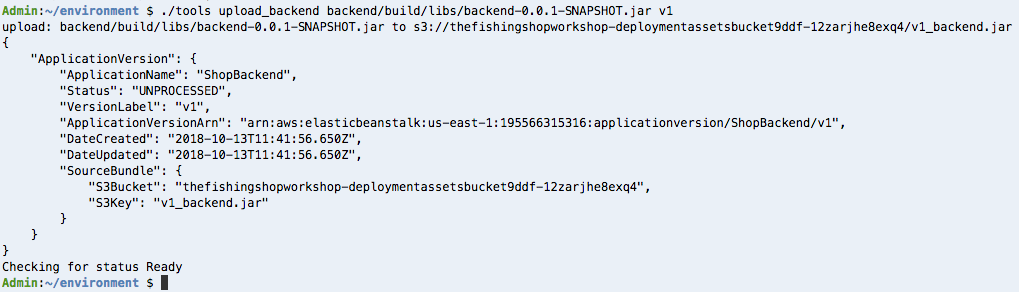 Admin:~/environment $ ./tools upload_backend backend/build/libs/backend-0.0.1-SNAPSHOT.jar v1
upload: backend/build/libs/backend-0.0.1-SNAPSHOT.jar to s3://thefishingshopworkshop-deploymentassetsbucket9ddf-12zarjhe8exq4/v1_backend.jar
{
    "ApplicationVersion": {
        "ApplicationName": "ShopBackend",
        "Status": "UNPROCESSED",
        "VersionLabel": "v1",
        "ApplicationVersionArn": "arn:aws:elasticbeanstalk:us-east-1:195566315316:applicationversion/ShopBackend/v1",
        "DateCreated": "2018-10-13T11:41:56.650Z",
        "DateUpdated": "2018-10-13T11:41:56.650Z",
        "SourceBundle": {
            "S3Bucket": "thefishingshopworkshop-deploymentassetsbucket9ddf-12zarjhe8exq4",
            "S3Key": "v1_backend.jar"
        }
    }
}
Checking for status Ready
Admin:~/environment $